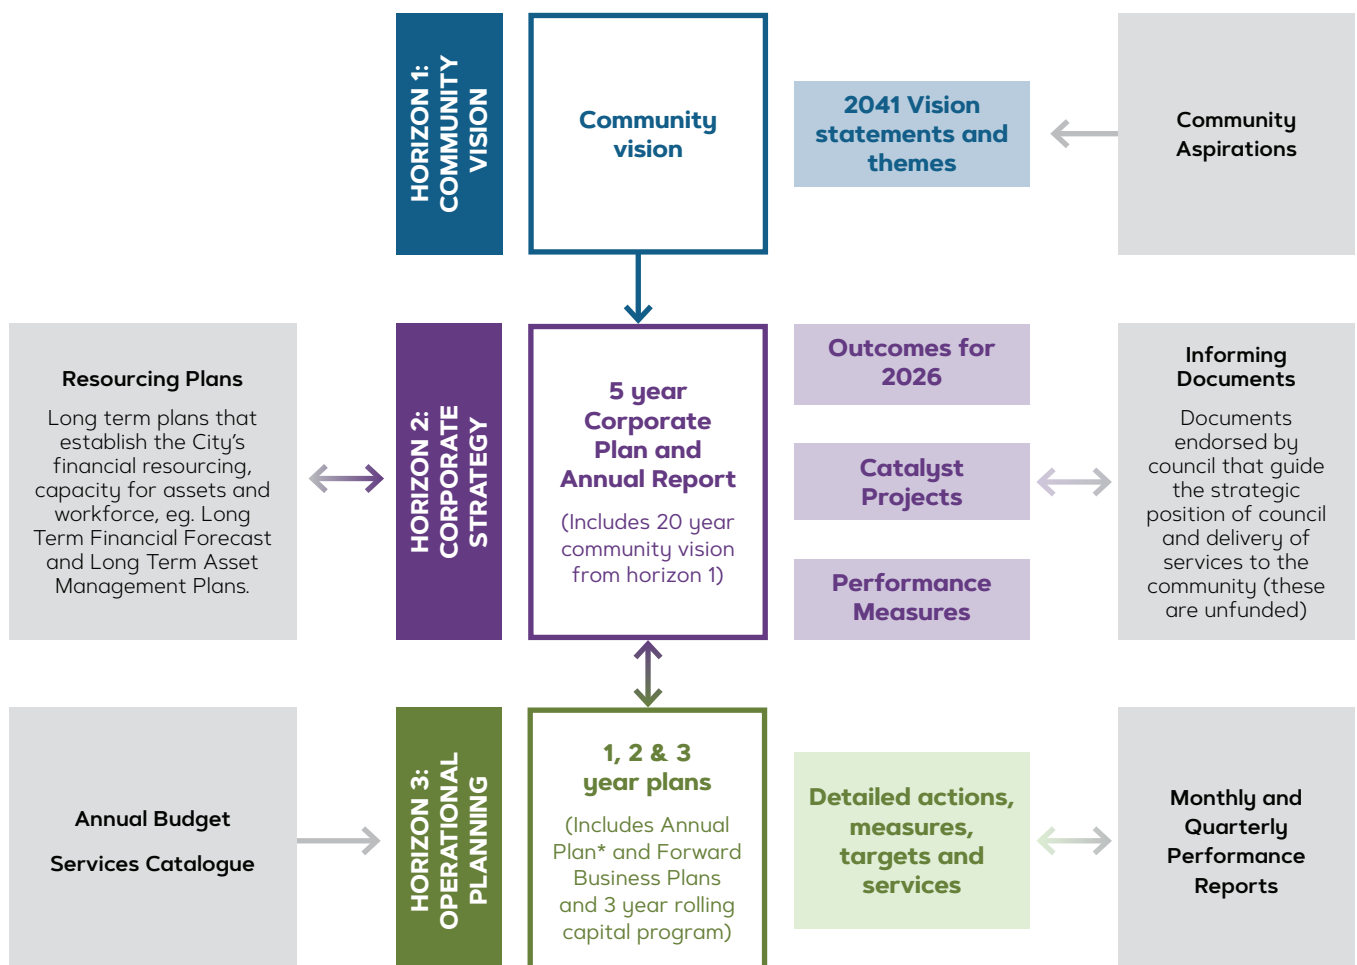 HORIZON 1:
COMMUNITY
VISION
Community
vision
2041 Vision
statements and
themes
Community
Aspirations
Resourcing Plans
Long term plans that
establish the City's
financial resourcing,
capacity for assets and
workforce, eg. Long
Term Financial Forecast
and Long Term Asset
Management Plans.
HORIZON 2:
CORPORATE
STRATEGY
5 year
Corporate
Plan and
Annual Report
(Includes 20 year
community vision
from horizon 1)
Outcomes for
2026
Catalyst
Projects
Performance
Measures
Informing
Documents
Documents
endorsed by
council that guide
the strategic
position of council
and delivery of
services to the
community (these
are unfunded)
Annual Budget
Services Catalogue
HORIZON 3:
OPERATIONAL
PLANNING
1, 2 & 3
year plans
(Includes Annual
Plan* and Forward
Business Plans
and 3 year rolling
capital program)
Detailed actions,
measures,
targets and
services
Monthly and
Quarterly
Performance
Reports